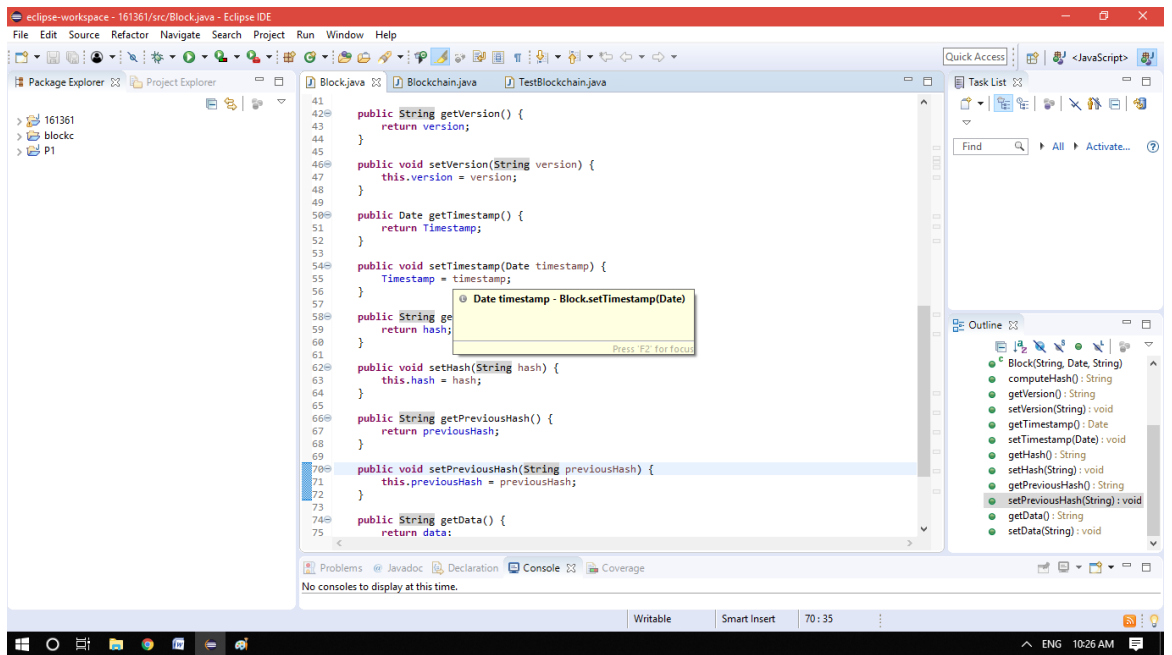 eclipse-workspace - 161361/src/Block.java - Eclipse IDE
File Edit Source Refactor Navigate Search Project Run Window Help
Quick Access
<JavaScript>
Package Explorer
Project Explorer
161361
blockc
P1
Block.java
Blockchain.java
TestBlockchain.java
41
42 public String getVersion() {
43 return version;
44 }
45
46 public void setVersion(String version) {
47 this.version = version;
48 }
49
50 public Date getTimestamp() {
51 return Timestamp;
52 }
53
54 public void setTimestamp(Date timestamp) {
55 Timestamp = timestamp;
56 }
57
58 public String ge
59 return hash;
60 }
61
62 public void setHash(String hash) {
63 this.hash = hash;
64 }
65
66 public String getPreviousHash() {
67 return previousHash;
68 }
69
70 public void setPreviousHash(String previousHash) {
71 this.previousHash = previousHash;
72 }
73
74 public String getData() {
75 return data;
Date timestamp - Block.setTimestamp(Date)
Press 'F2' for focus
Task List
Find
All
Activate...
Outline
Block(String, Date, String)
computeHash() : String
getVersion() : String
setVersion(String) : void
getTimestamp() : Date
setTimestamp(Date) : void
getHash() : String
setHash(String) : void
getPreviousHash() : String
setPreviousHash(String) : void
getData() : String
setData(String) : void
Problems
@ Javadoc
Declaration
Console
Coverage
No consoles to display at this time.
Writable
Smart Insert
70 : 35
ENG
10:26 AM